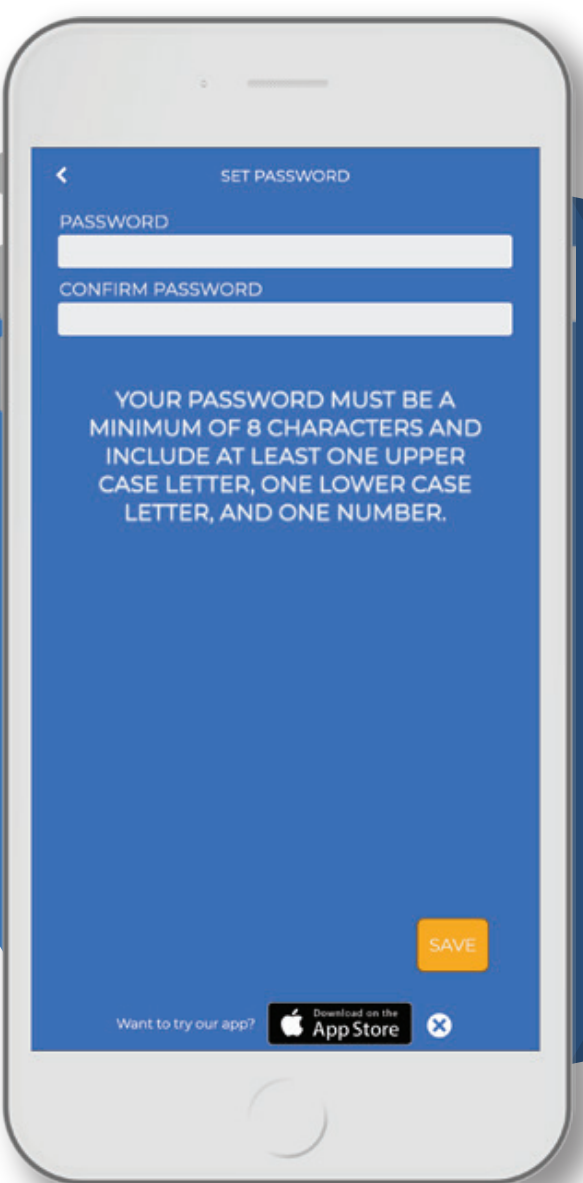 SET PASSWORD
PASSWORD
CONFIRM PASSWORD
YOUR PASSWORD MUST BE A
MINIMUM OF 8 CHARACTERS AND
INCLUDE AT LEAST ONE UPPER
CASE LETTER, ONE LOWER CASE
LETTER, AND ONE NUMBER.
SAVE
Want to try our app?
Download on the
App Store